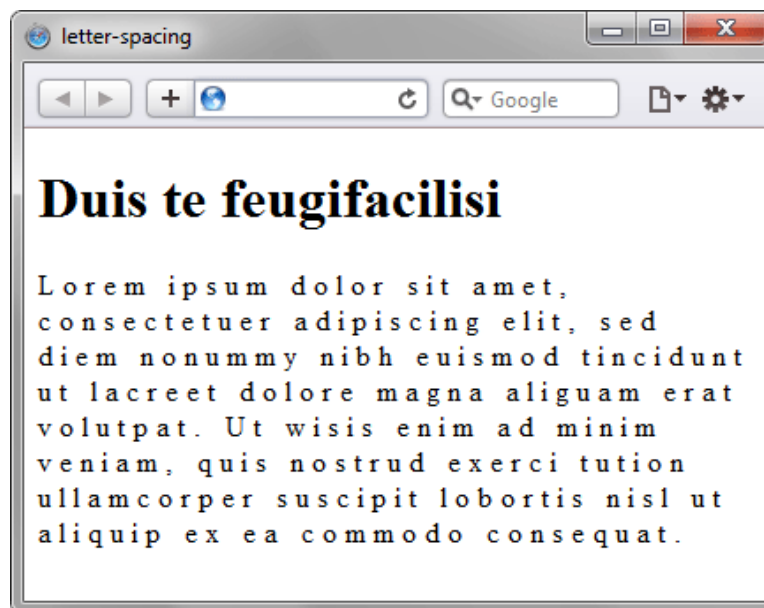 letter-spacing
Google
Duis te feugifacilisi
Lorem ipsum dolor sit amet,
consectetuer adipiscing elit, sed
diem nonummy nibh euismod tincidunt
ut lacreet dolore magna aliguam erat
volutpat. Ut wisis enim ad minim
veniam, quis nostrud exerci tution
ullamcorper suscipit lobortis nisl ut
aliquip ex ea commodo consequat.